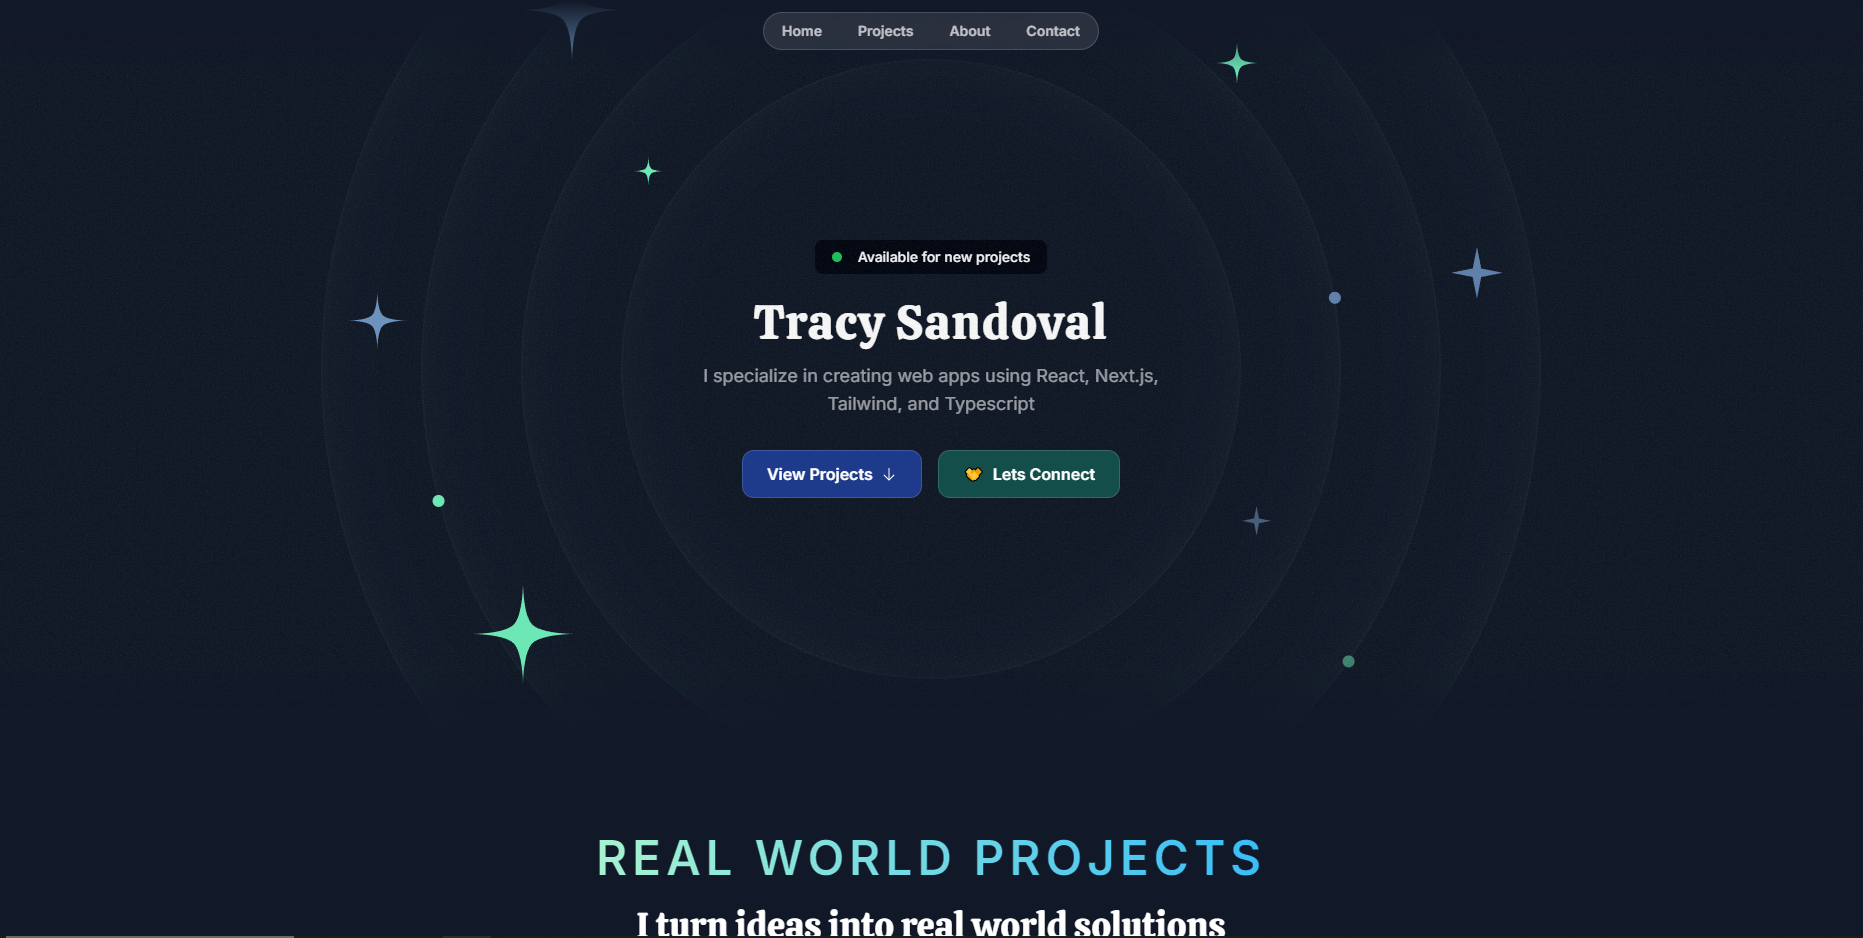 Home Projects About Contact
Available for new projects
Tracy Sandoval
I specialize in creating web apps using React, Next.js,
Tailwind, and Typescript
View Projects ↓ Lets Connect
REAL WORLD PROJECTS
I turn ideas into real world solutions